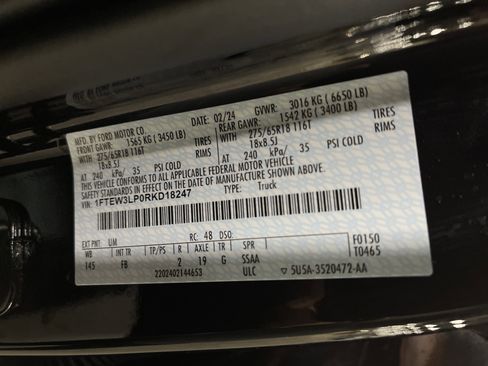 MFD. BY FORD MOTOR CO.
DATE: 02/24 GVWR: 3016 KG ( 6650 LB)
FRONT GAWR: 1565 KG ( 3450 LB) REAR GAWR: 1542 KG ( 3400 LB)
WITH 275/65R18 116T TIRES WITH 275/65R18 116T TIRES
18x8.5J RIMS 18x8.5J RIMS
AT 240 kPa/ 35 PSI COLD AT 240 kPa/ 35 PSI COLD
THIS VEHICLE CONFORMS TO ALL APPLICABLE FEDERAL MOTOR VEHICLE SAFETY
STANDARDS IN EFFECT ON THE DATE OF MANUFACTURE SHOWN ABOVE.
VIN: 1FTEW3LP0RKD18247 TYPE: Truck
EXT PNT: UM RC: 48 DSO: F0150
WB TP/PS R AXLE TR SPR T0465
145 FB 2 19 G SSAA
2202402144653 ULC 5U5A-3520472-AA